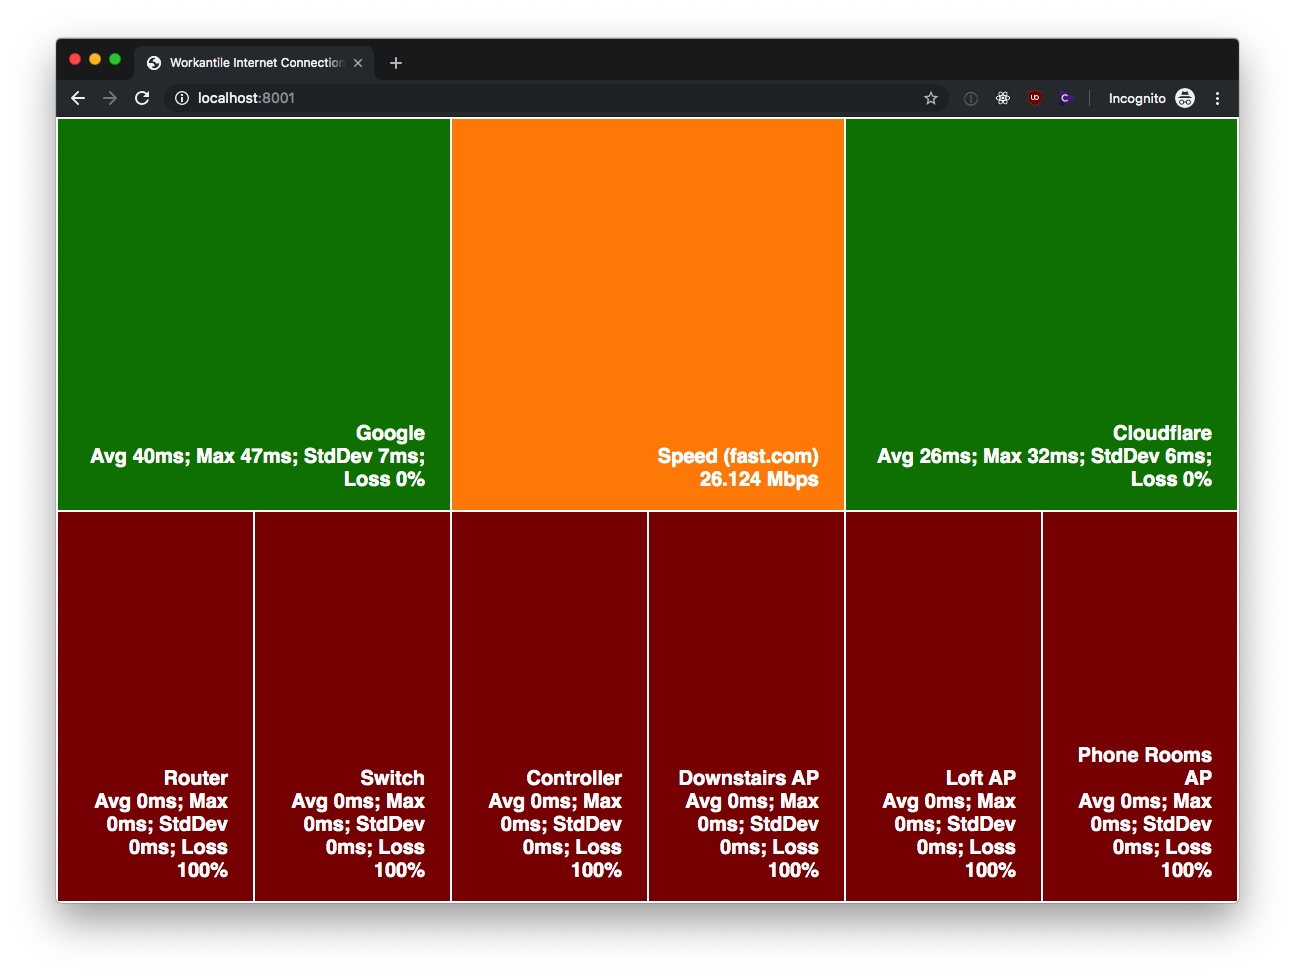 Workantile Internet Connection
localhost:8001
Incognito
Google
Avg 40ms; Max 47ms; StdDev 7ms;
Loss 0%
Speed (fast.com)
26.124 Mbps
Cloudflare
Avg 26ms; Max 32ms; StdDev 6ms;
Loss 0%
Router
Avg 0ms; Max
0ms; StdDev
0ms; Loss
100%
Switch
Avg 0ms; Max
0ms; StdDev
0ms; Loss
100%
Controller
Avg 0ms; Max
0ms; StdDev
0ms; Loss
100%
Downstairs AP
Avg 0ms; Max
0ms; StdDev
0ms; Loss
100%
Loft AP
Avg 0ms; Max
0ms; StdDev
0ms; Loss
100%
Phone Rooms
AP
Avg 0ms; Max
0ms; StdDev
0ms; Loss
100%